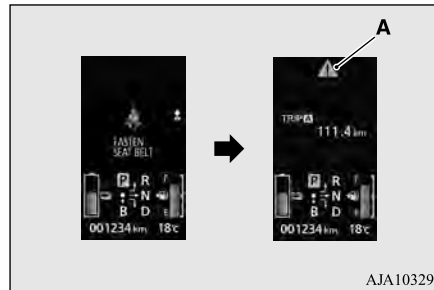 A
FASTEN
SEAT BELT
P R
N
B D
001234 km 18℃
TRIP A
111.4 km
P R
N
B D
001234 km 18℃
AJA10329